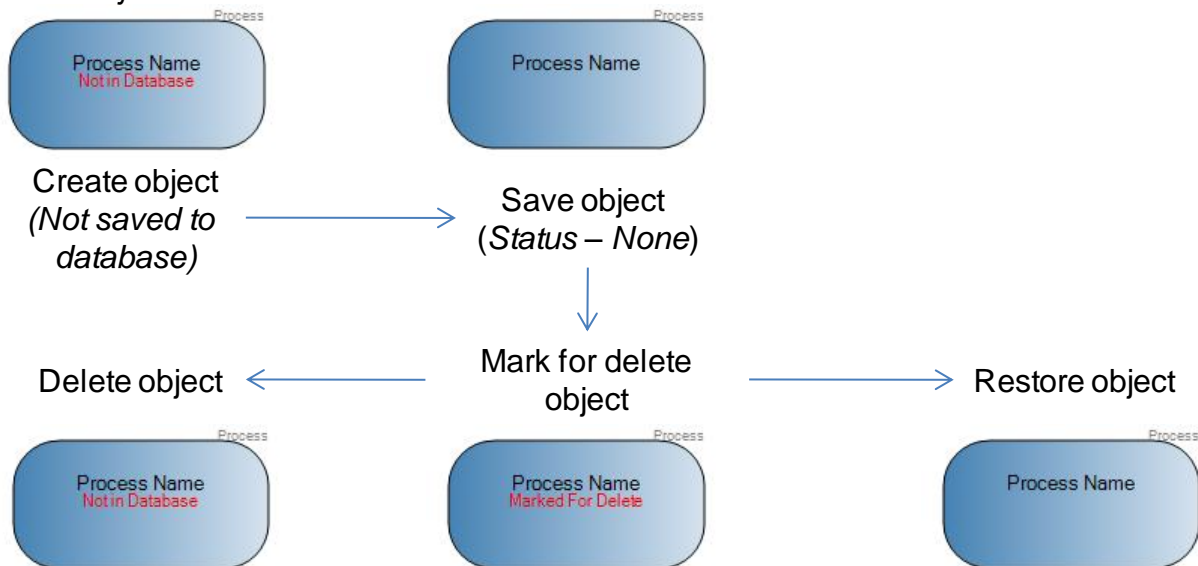 Process
Process
Process Name
Not in Database
Process Name
Create object
(Not saved to
database)
Save object
(Status – None)
Delete object
Mark for delete
object
Restore object
Process
Process
Process
Process Name
Not in Database
Process Name
Marked For Delete
Process Name